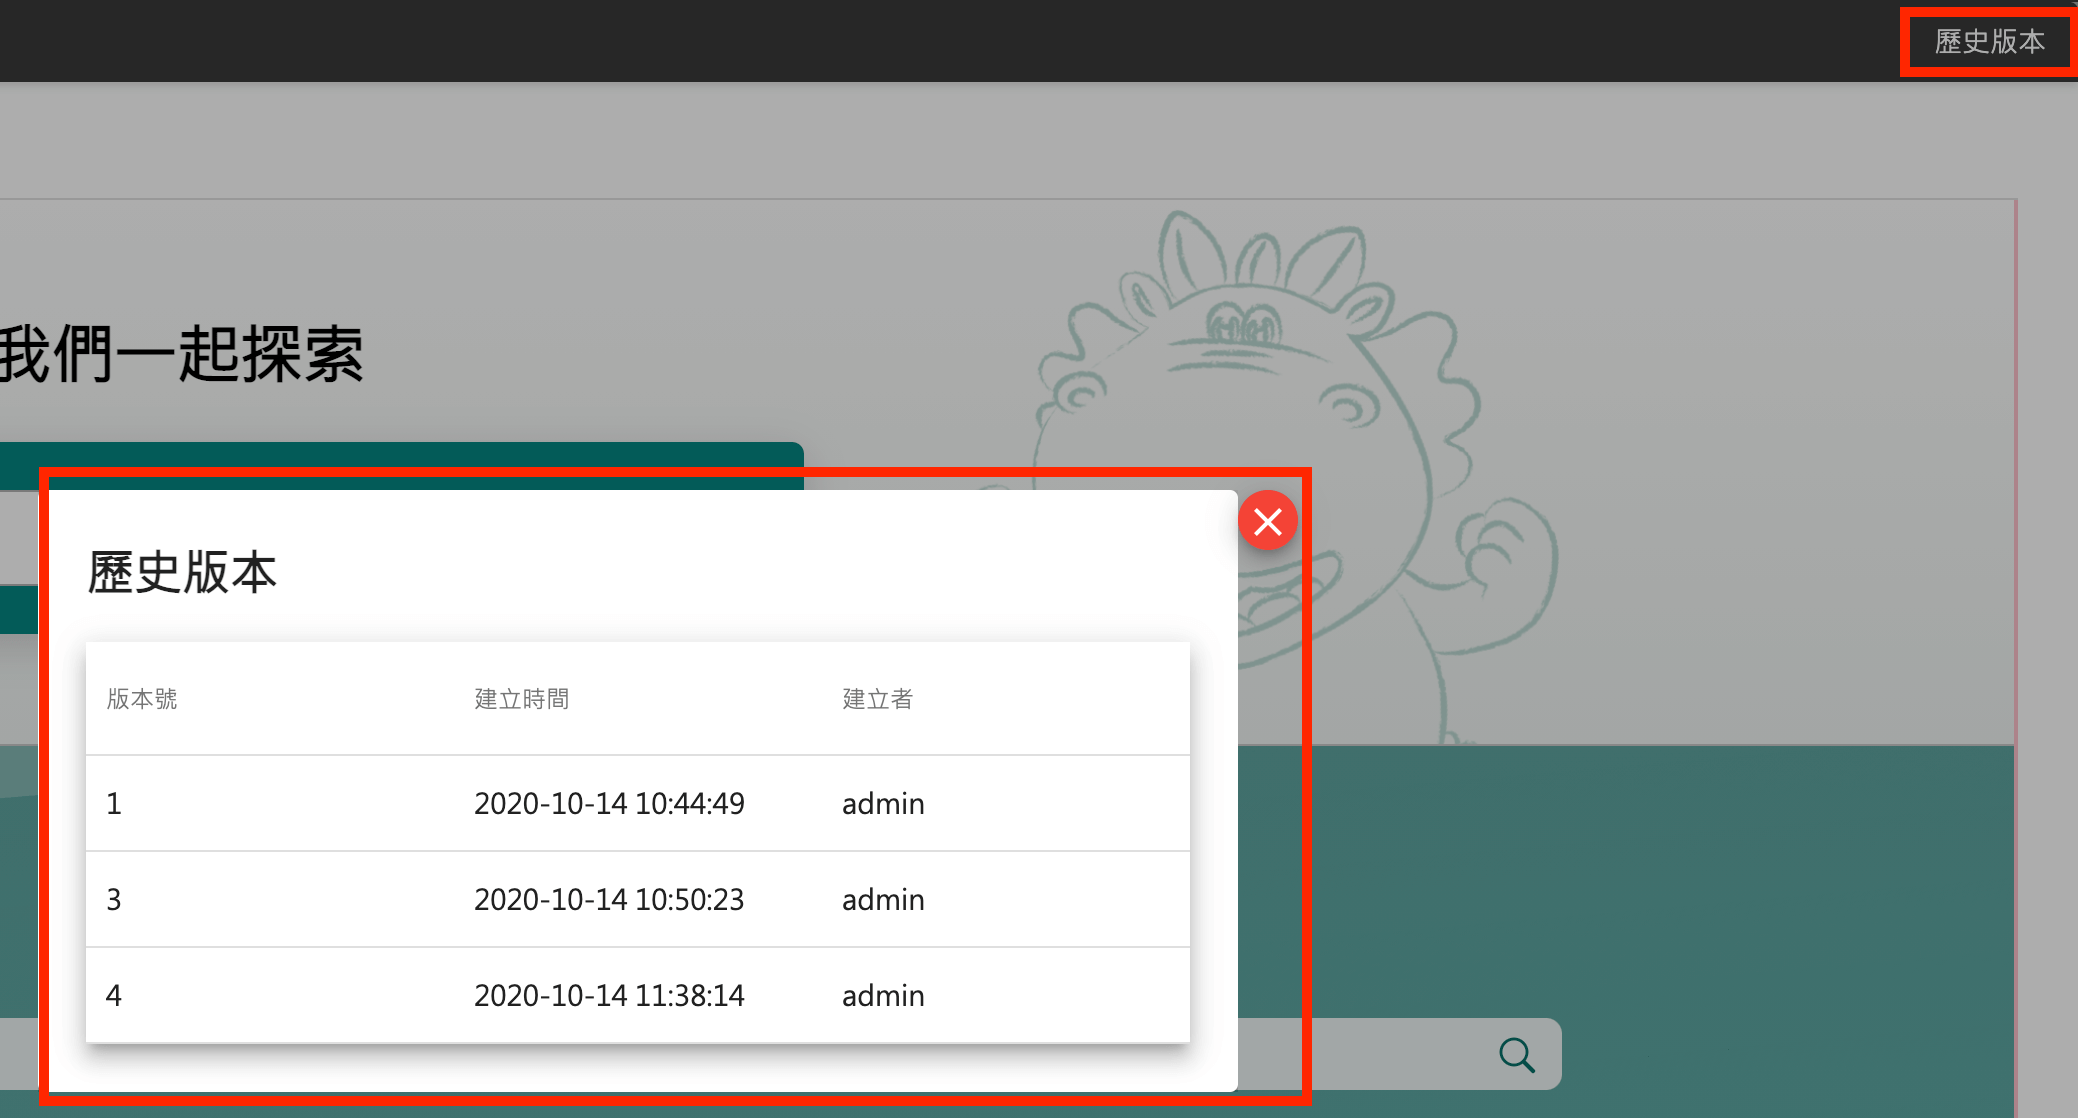 歷史版本
我們一起探索
歷史版本
版本號 建立時間 建立者
1 2020-10-14 10:44:49 admin
3 2020-10-14 10:50:23 admin
4 2020-10-14 11:38:14 admin